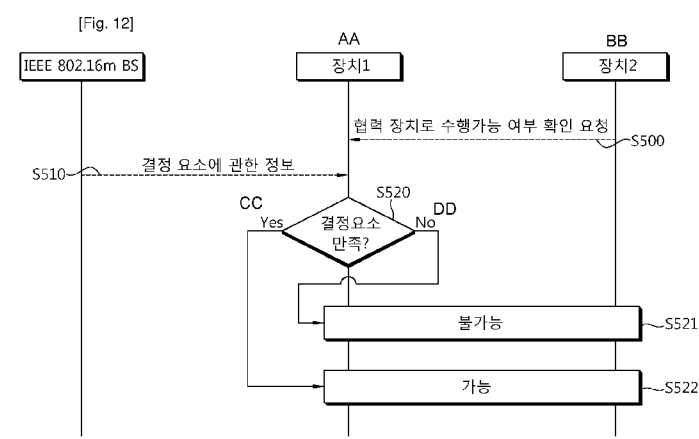 [Fig. 12]
AA
BB
IEEE 802.16m BS
장치1
장치2
협력 장치로 수행가능 여부 확인 요청
S500
결정 요소에 관한 정보
S510
S520
CC
DD
Yes
No
결정요소
만족?
불가능
S521
가능
S522